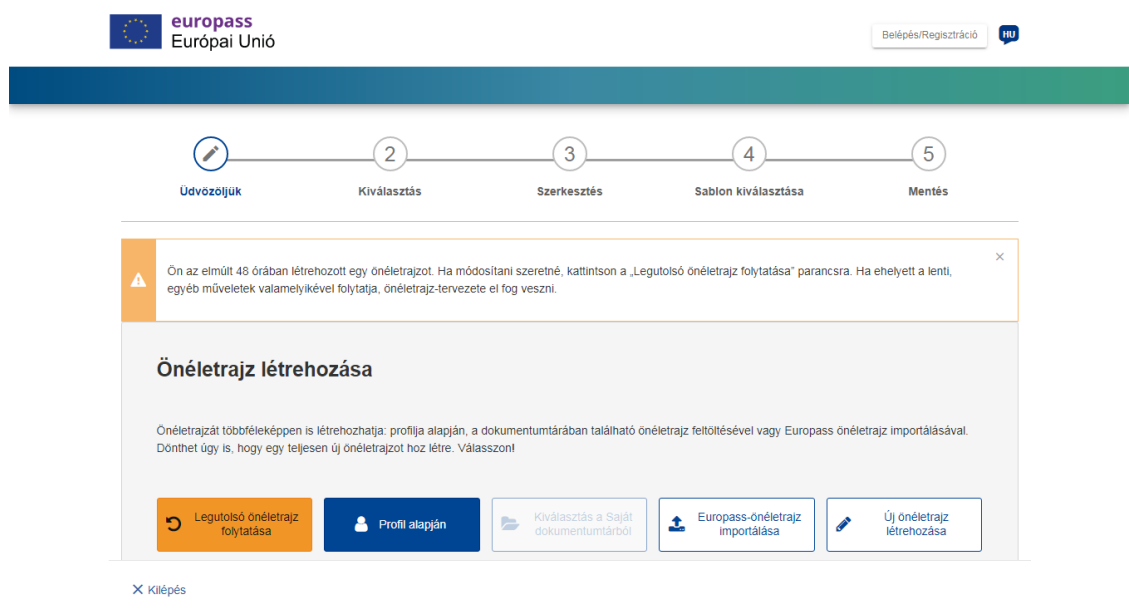 europass
Európai Unió
Belépés/Regisztráció
HU
2
3
4
5
Üdvözöljük
Kiválasztás
Szerkesztés
Sablon kiválasztása
Mentés
Ön az elmúlt 48 órában létrehozott egy önéletrajzot. Ha módosítani szeretné, kattintson a „Legutolsó önéletrajz folytatása” parancsra. Ha ehelyett a lenti,
egyéb műveletek valamelyikével folytatja, önéletrajz-tervezete el fog veszni.
Önéletrajz létrehozása
Önéletrajzát többféleképpen is létrehozhatja: profilja alapján, a dokumentumtárában található önéletrajz feltöltésével vagy Europass önéletrajz importálásával.
Dönthet úgy is, hogy egy teljesen új önéletrajzot hoz létre. Válasszon!
Legutolsó önéletrajz
folytatása
Profil alapján
Kiválasztás a Saját
dokumentumtárból
Europass-önéletrajz
importálása
Új önéletrajz
létrehozása
Kilépés